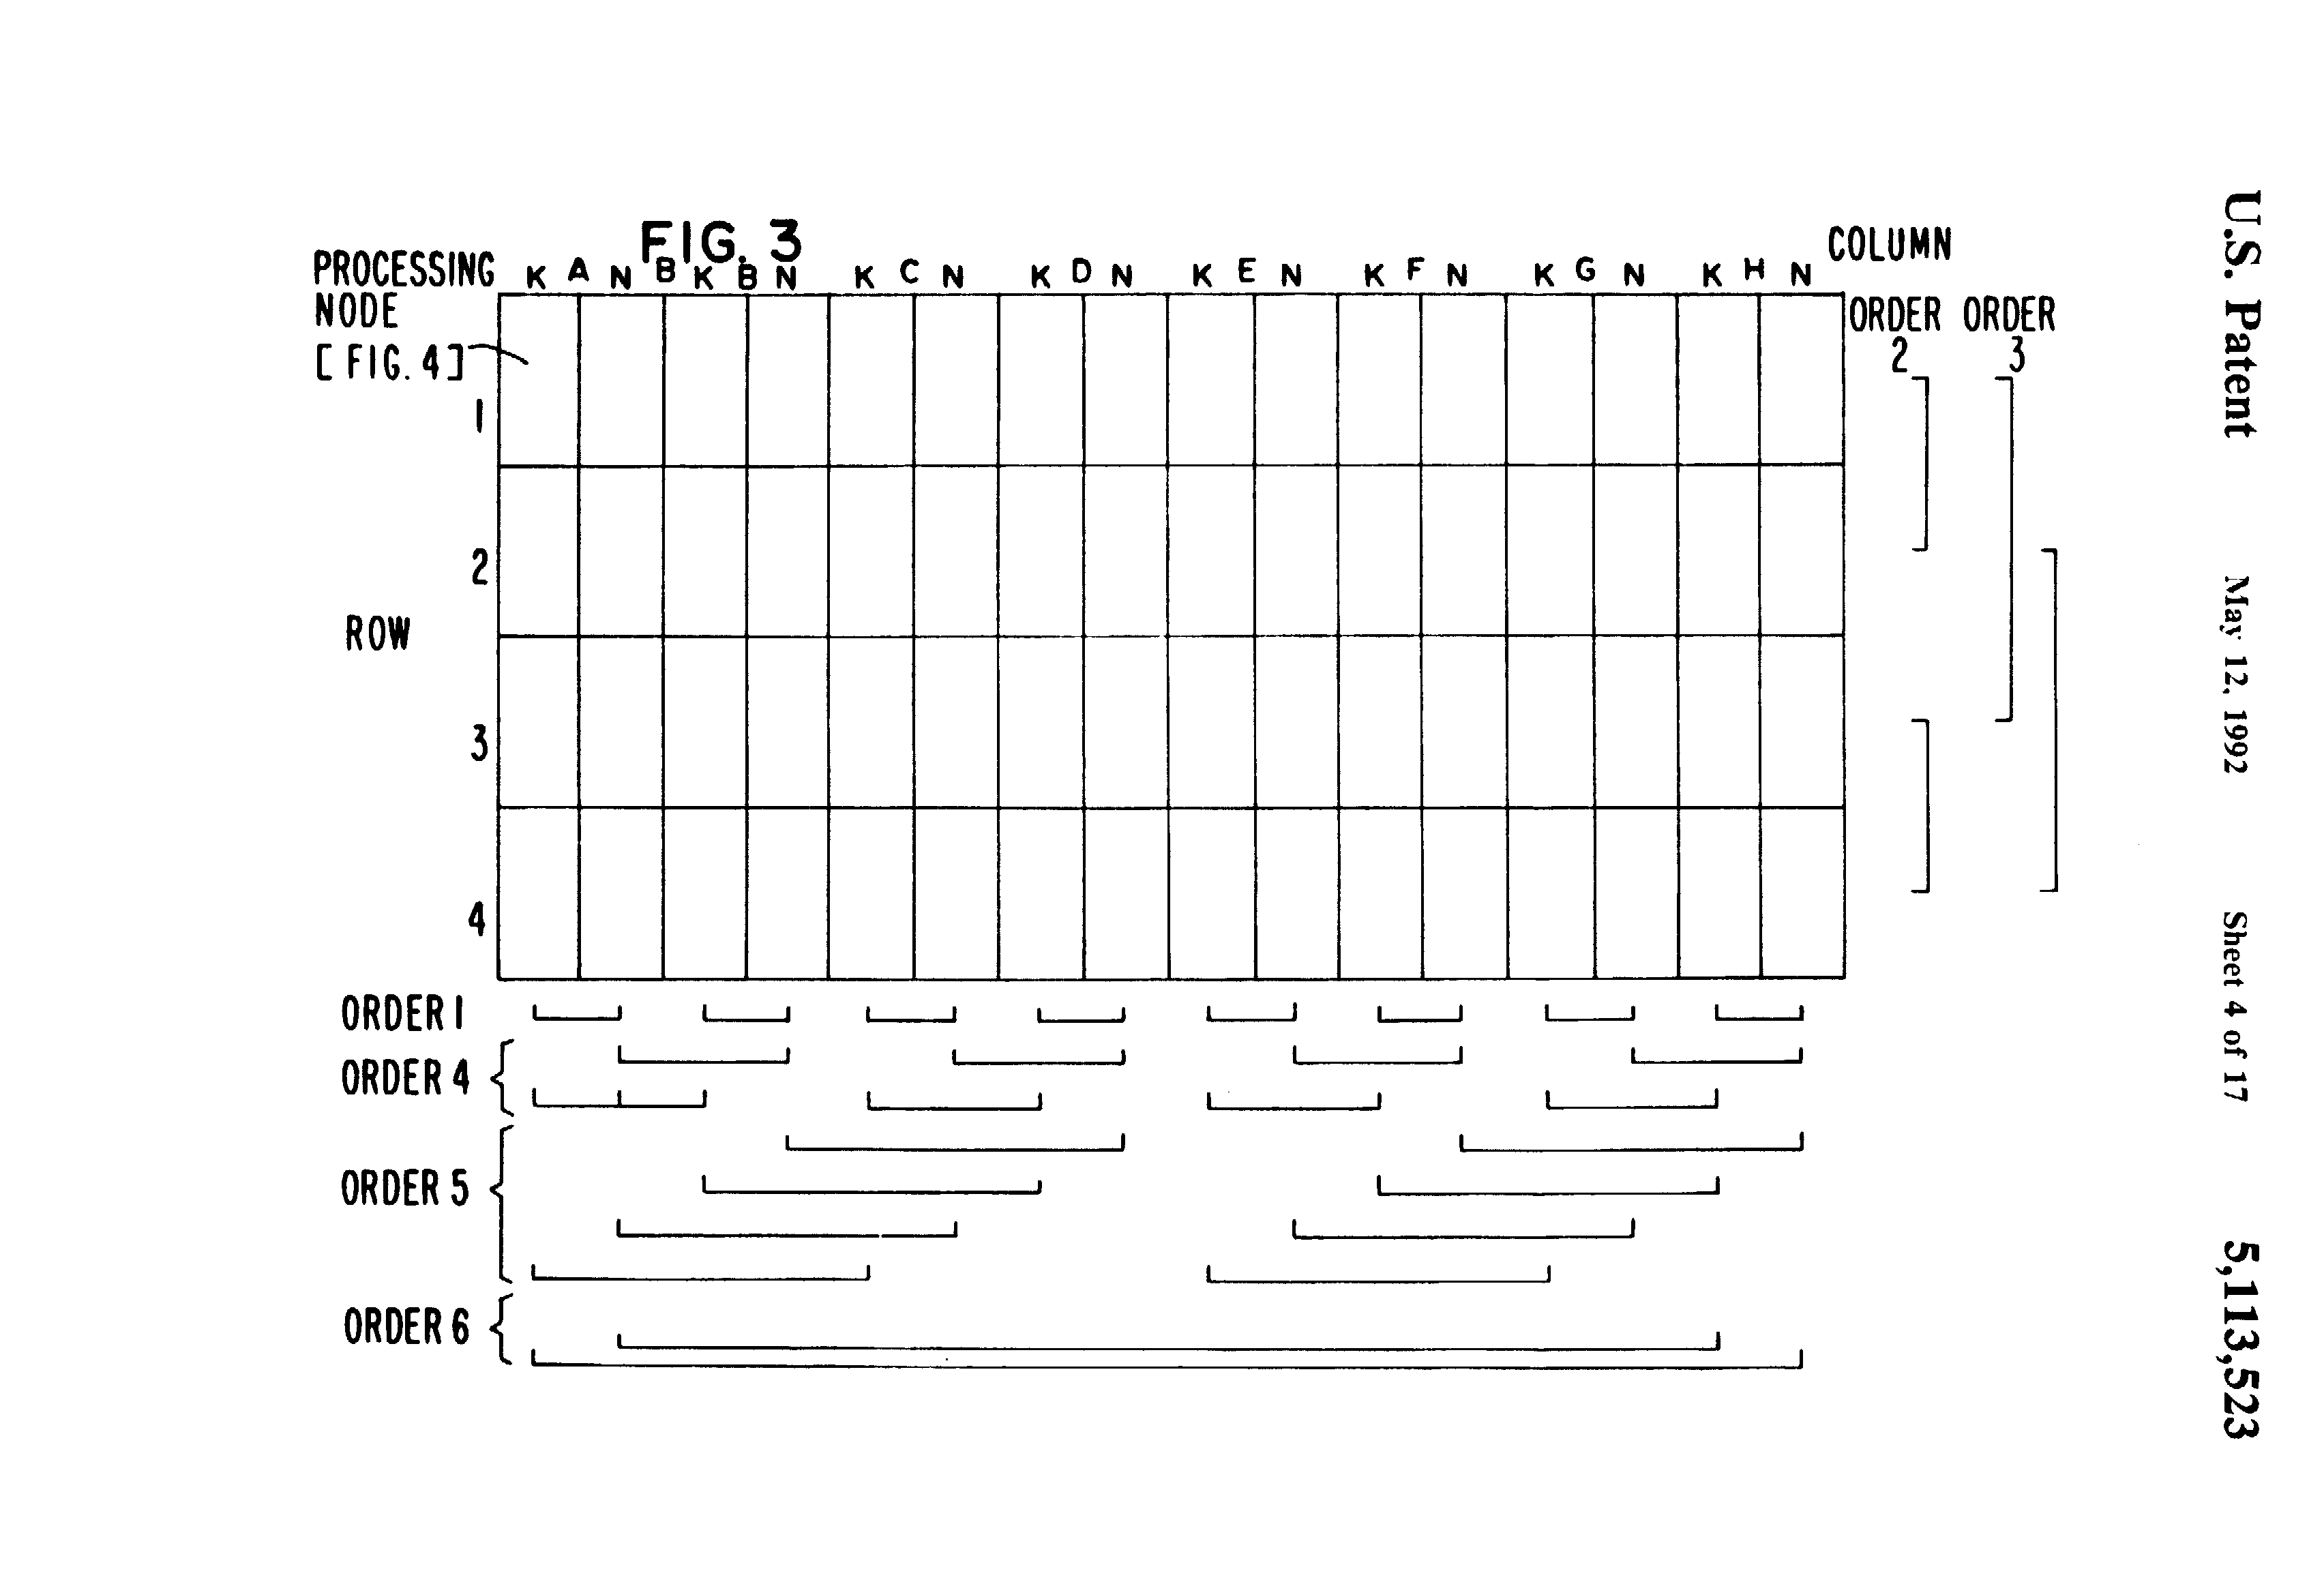 FIG. 3
PROCESSING K A N B K B N K C N K D N K E N K F N K G N K H N COLUMN
NODE ORDER ORDER
[FIG. 4] 2 3
1
2
ROW
3
4
ORDER 1
ORDER 4
ORDER 5
ORDER 6
U.S. Patent May 12, 1992 Sheet 4 of 17 5,113,523